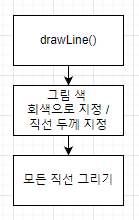 drawLine()
그림 색
회색으로 지정 /
직선 두께 지정
모든 직선 그리기